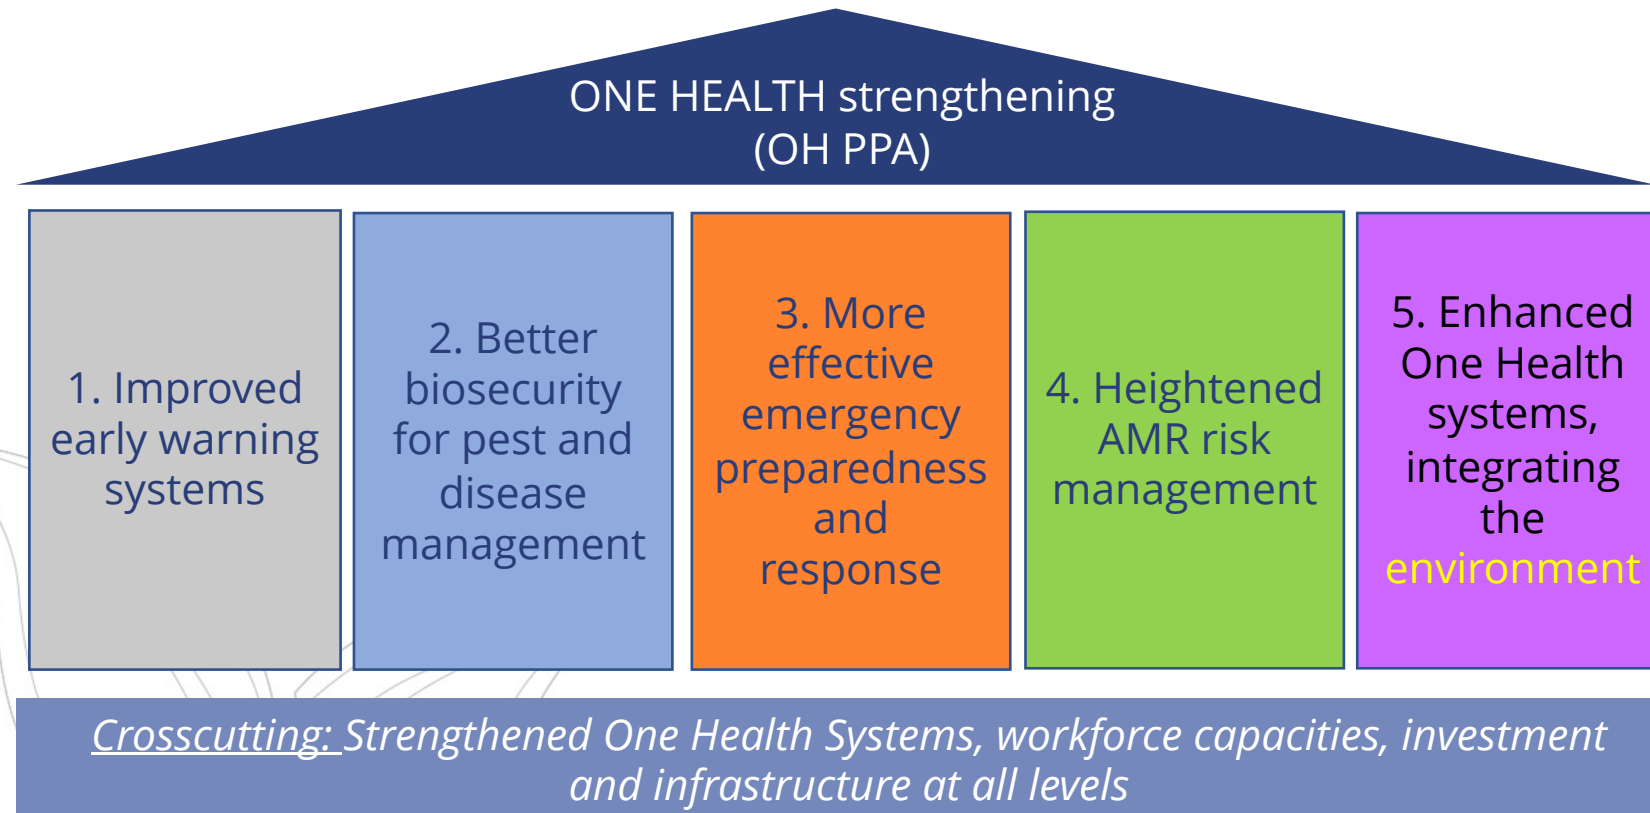 ONE HEALTH strengthening
(OH PPA)
1. Improved
early warning
systems
2. Better
biosecurity
for pest and
disease
management
3. More
effective
emergency
preparedness
and
response
4. Heightened
AMR risk
management
5. Enhanced
One Health
systems,
integrating
the
environment
Crosscutting: Strengthened One Health Systems, workforce capacities, investment
and infrastructure at all levels